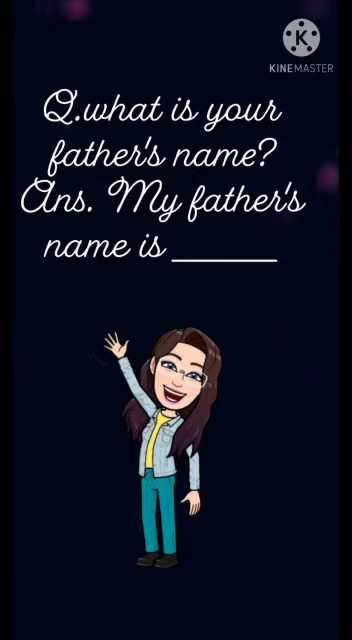 KINEMASTER
Q.what is your
father's name?
Ans. My father's
name is ______